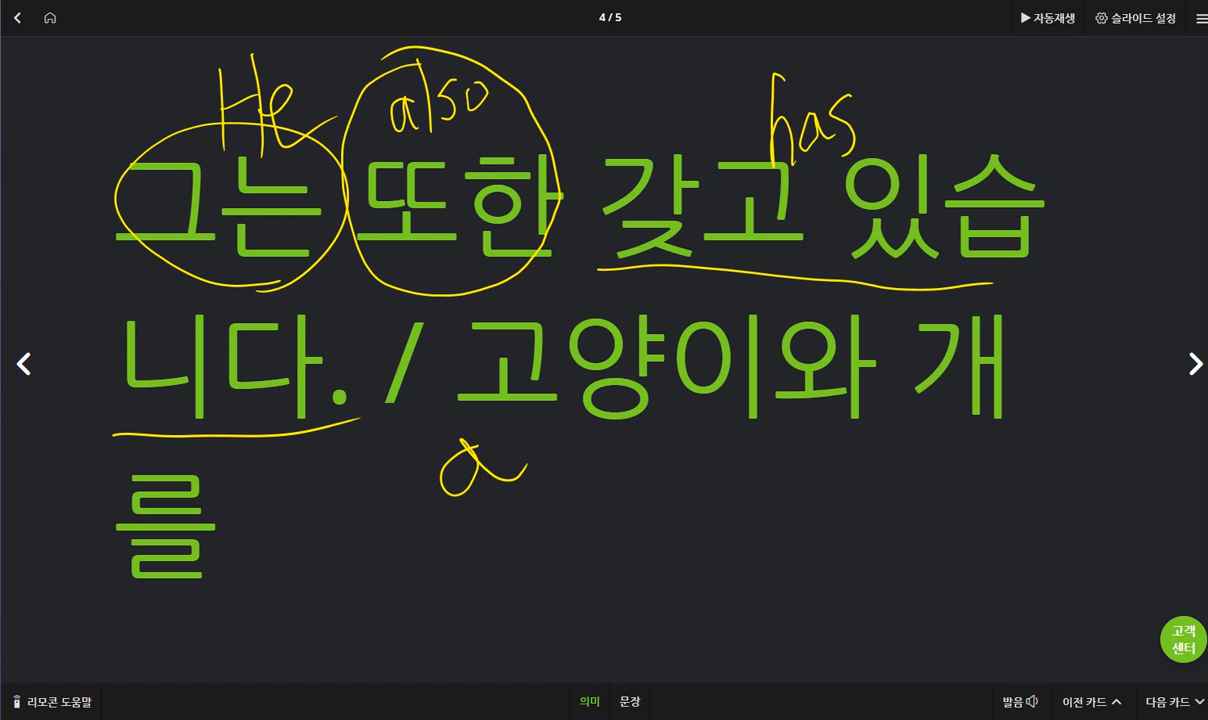 4 / 5
자동재생
슬라이드 설정
He also has
그는 또한 갖고 있습
니다. / 고양이와 개
a
를
고객
센터
리모콘 도움말
의미
문장
발음
이전 카드
다음 카드